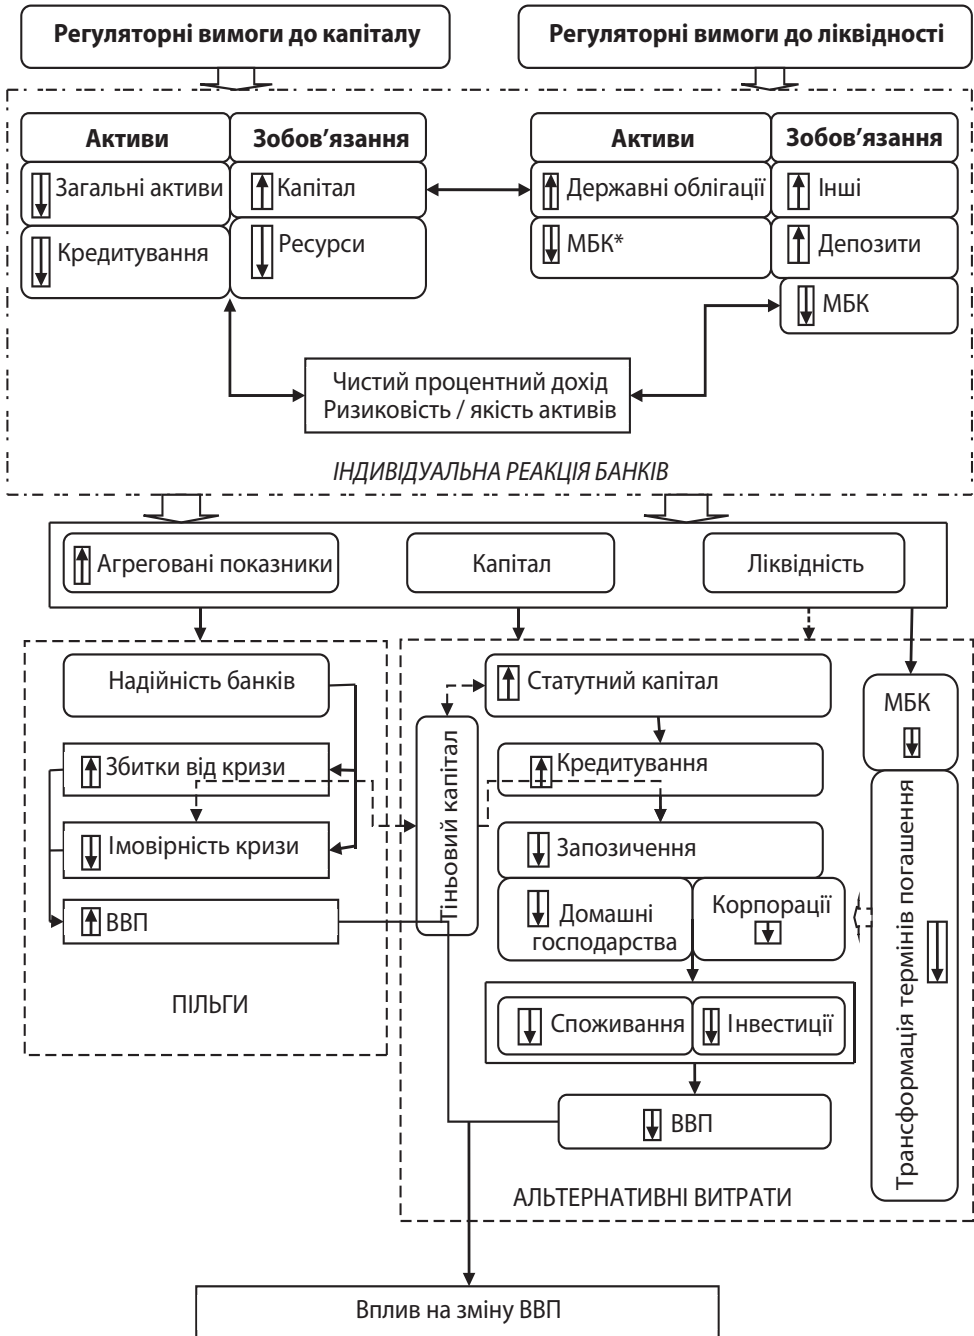 Регуляторні вимоги до капіталу
Регуляторні вимоги до ліквідності
Активи
Зобов’язання
Загальні активи
Капітал
Кредитування
Ресурси
Активи
Зобов’язання
Державні облігації
Інші
МБК*
Депозити
МБК
Чистий процентний дохід
Ризиковість / якість активів
ІНДИВІДУАЛЬНА РЕАКЦІЯ БАНКІВ
Агреговані показники
Капітал
Ліквідність
Надійність банків
Збитки від кризи
Імовірність кризи
ВВП
ПІЛЬГИ
Тіньовий капітал
Статутний капітал
Кредитування
Запозичення
Домашні
господарства
Корпорації
Споживання
Інвестиції
ВВП
МБК
Трансформація термінів погашення
АЛЬТЕРНАТИВНІ ВИТРАТИ
Вплив на зміну ВВП